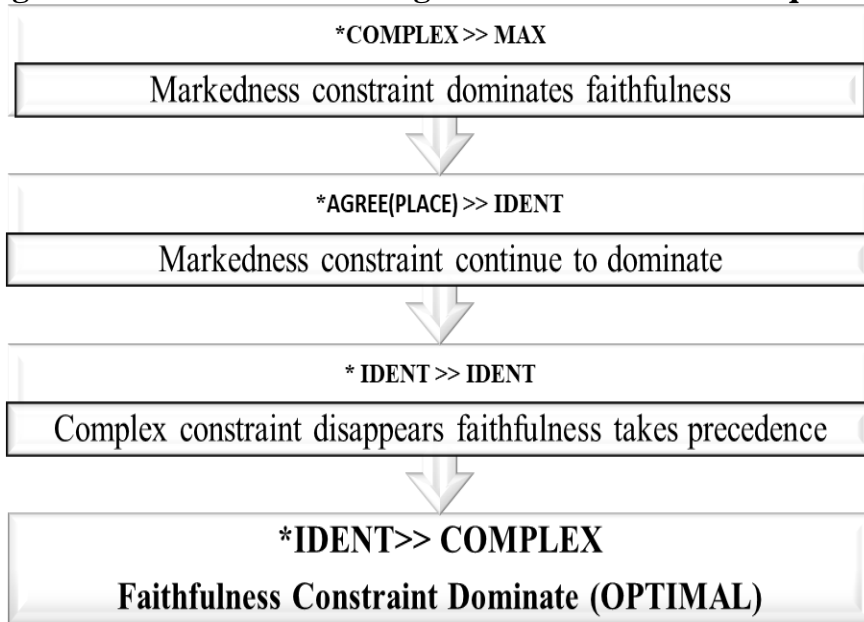 *COMPLEX >> MAX
Markedness constraint dominates faithfulness
*AGREE(PLACE) >> IDENT
Markedness constraint continue to dominate
* IDENT >> IDENT
Complex constraint disappears faithfulness takes precedence
*IDENT>> COMPLEX
Faithfulness Constraint Dominate (OPTIMAL)